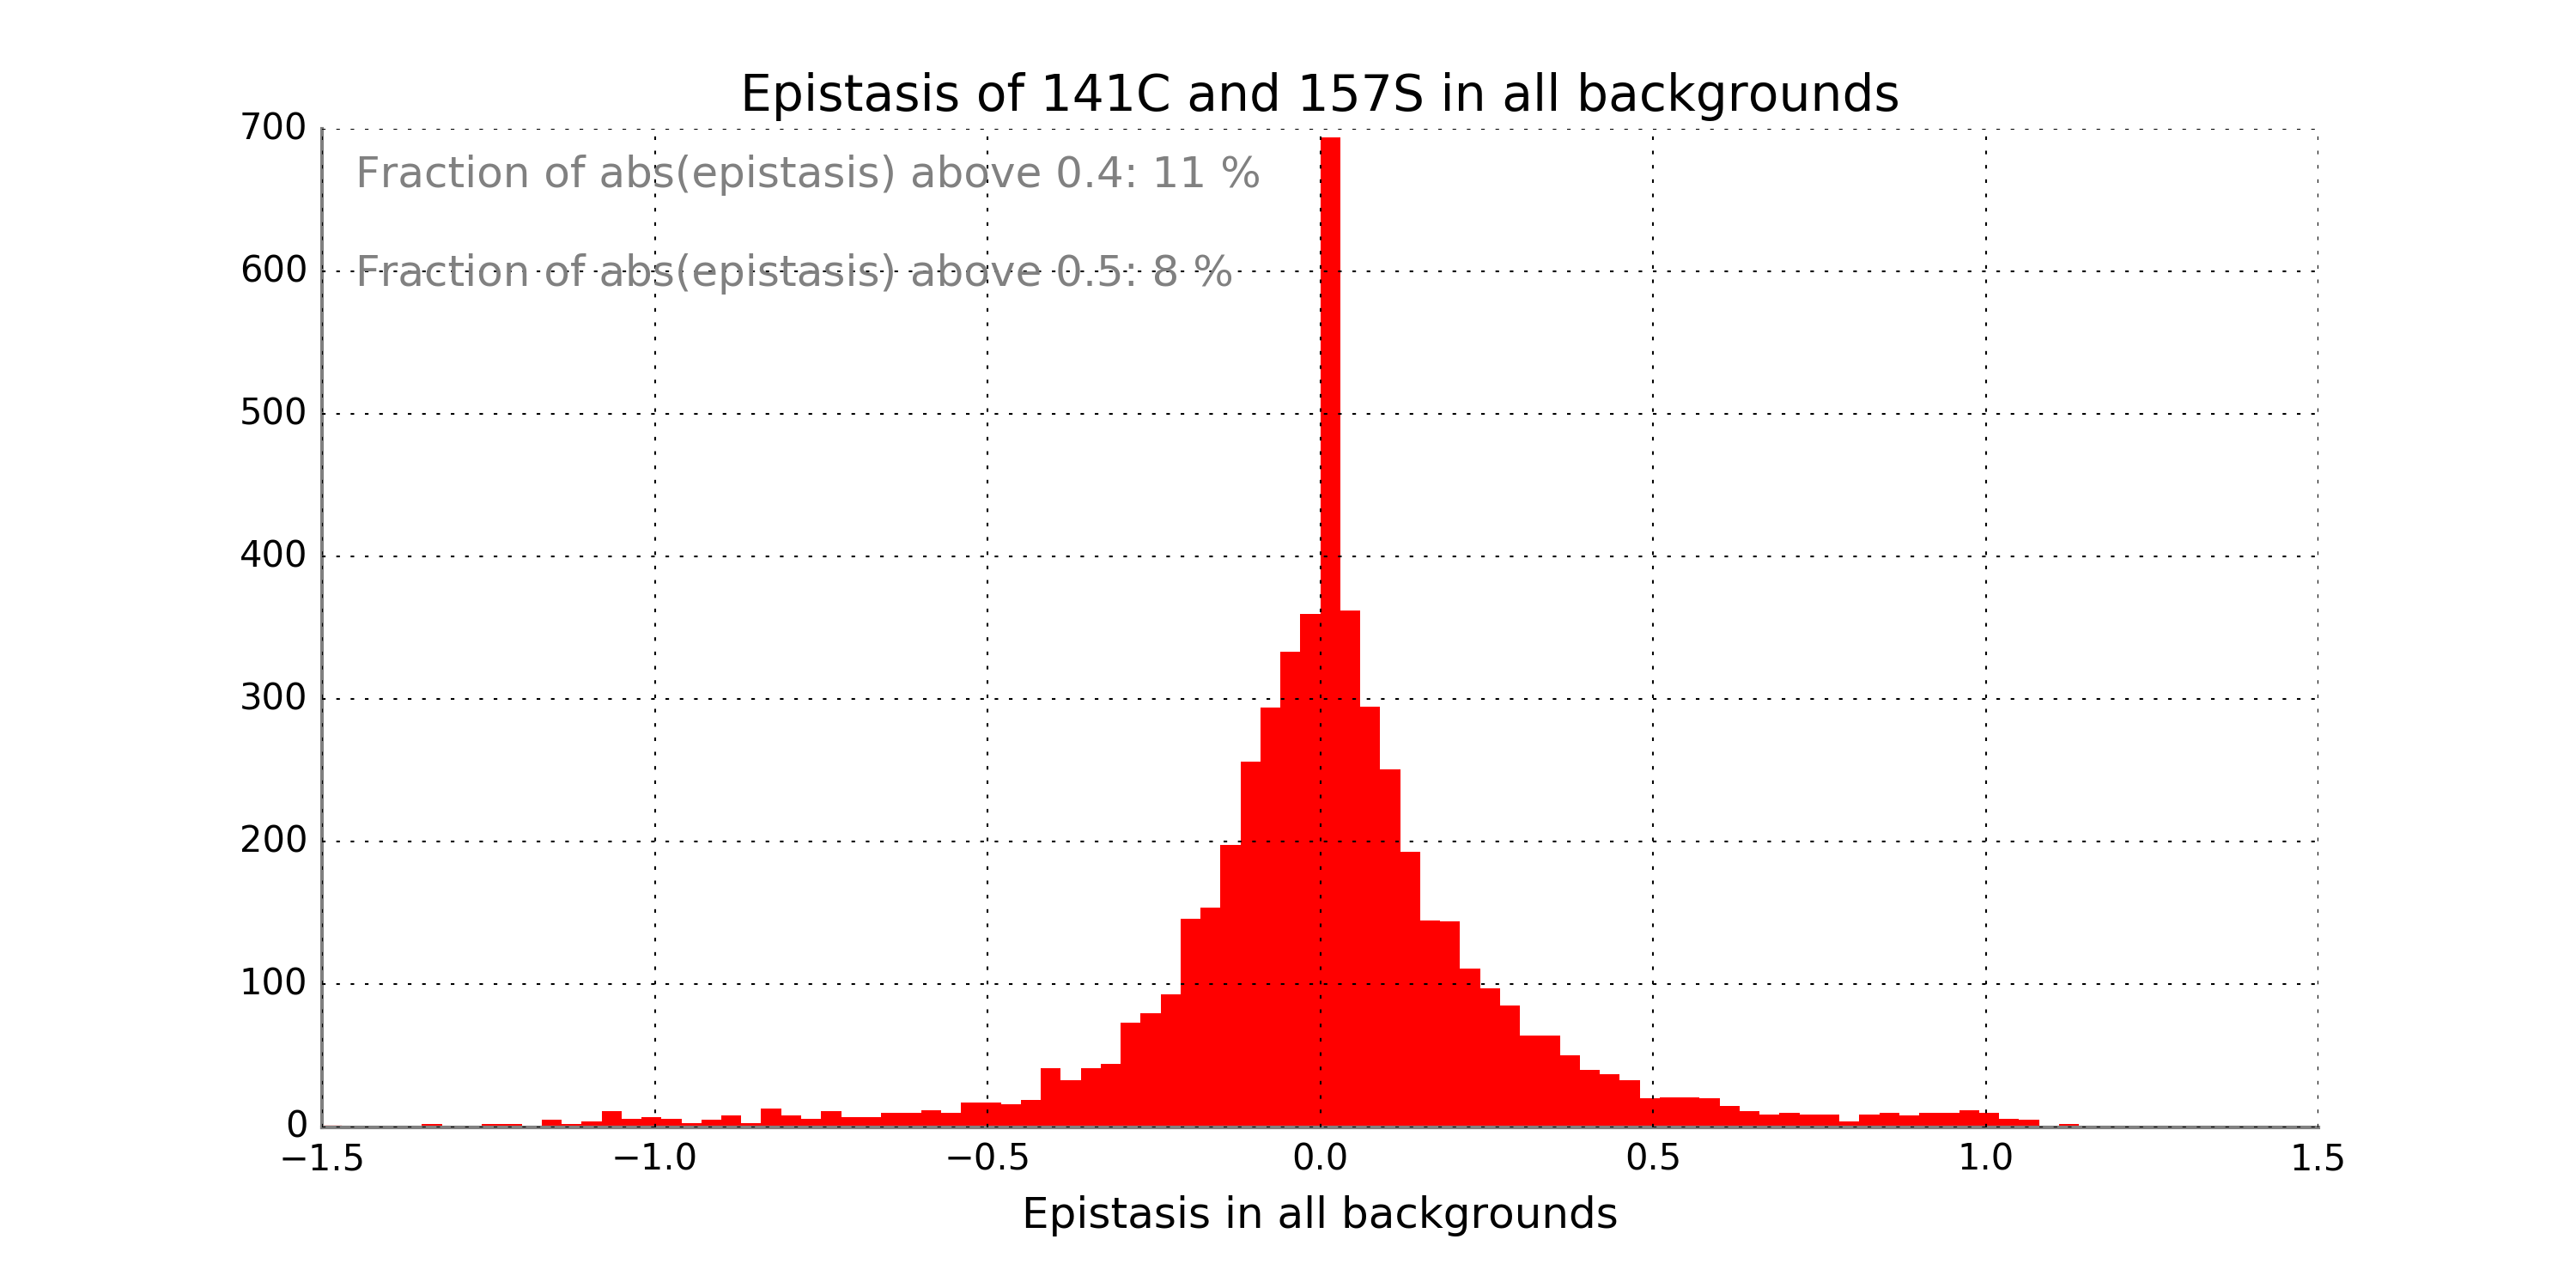 Epistasis of 141C and 157S in all backgrounds
700
Fraction of abs(epistasis) above 0.4: 11 %
600
Fraction of abs(epistasis) above 0.5: 8 %
500
400
300
200
100
0
−1.5 −1.0 −0.5 0.0 0.5 1.0 1.5
Epistasis in all backgrounds